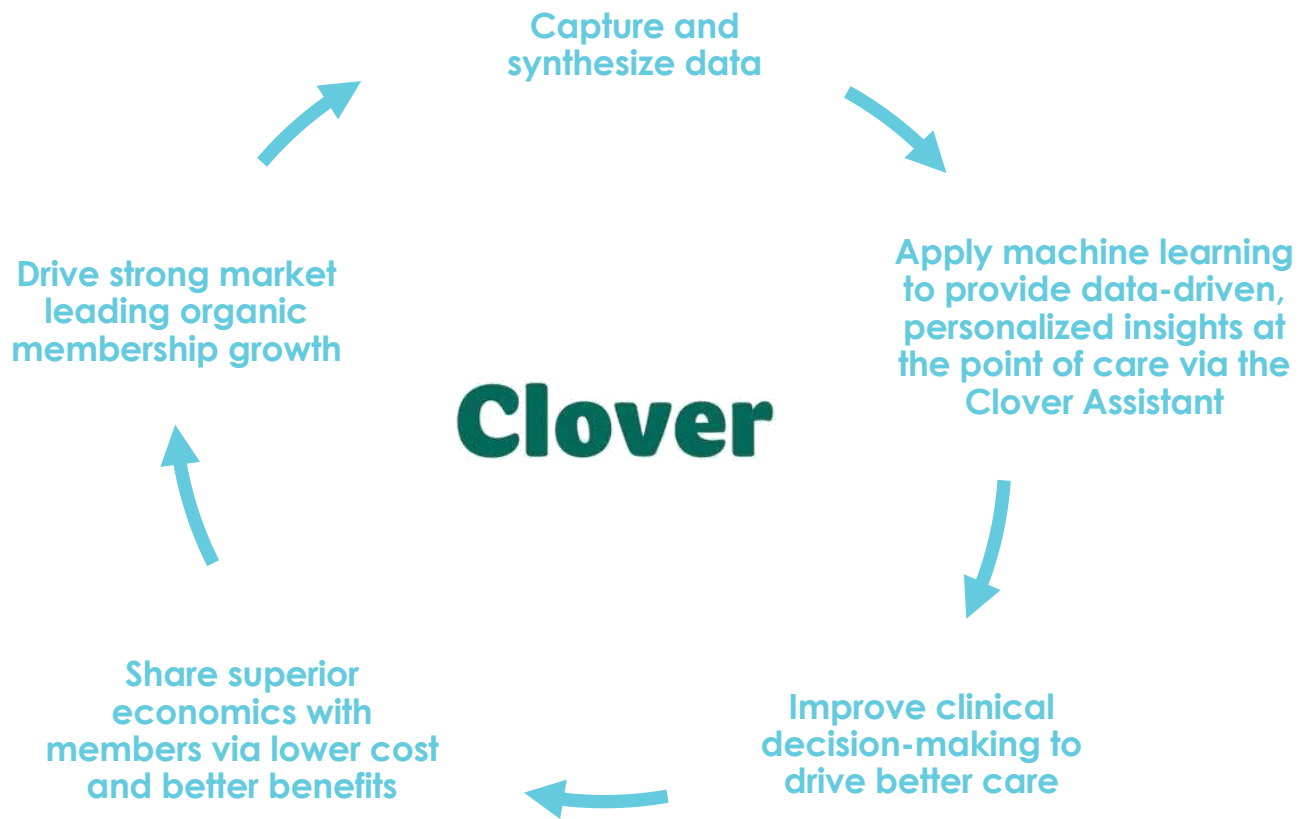 Capture and
synthesize data
Apply machine learning
to provide data-driven,
personalized insights at
the point of care via the
Clover Assistant
Improve clinical
decision-making to
drive better care
Share superior
economics with
members via lower cost
and better benefits
Drive strong market
leading organic
membership growth
Clover